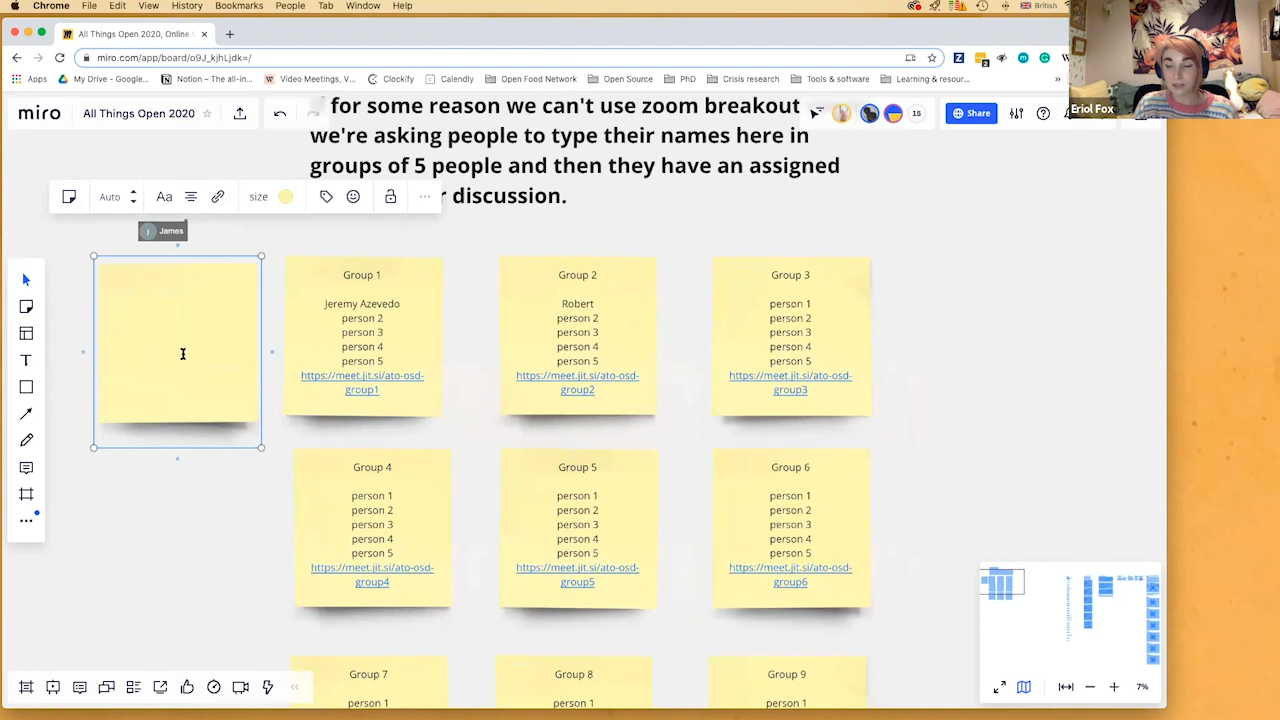 Chrome File Edit View History Bookmarks People Tab Window Help British
All Things Open 2020, Online
miro.com/app/board/o9J_kjhLjdk=/
Apps My Drive - Google... Notion – The all-in... Video Meetings, V... Clockify Calendly Open Food Network Open Source PhD Crisis research Tools & software Learning & resour... »
Eriol Fox
miro All Things Open 2020 15 Share
for some reason we can't use zoom breakout
we're asking people to type their names here in
groups of 5 people and then they have an assigned
discussion.
Auto Aa size
J James
Group 1
Jeremy Azevedo
person 2
person 3
person 4
person 5
https://meet.jit.si/ato-osd-
group1
Group 2
Robert
person 2
person 3
person 4
person 5
https://meet.jit.si/ato-osd-
group2
Group 3
person 1
person 2
person 3
person 4
person 5
https://meet.jit.si/ato-osd-
group3
Group 4
person 1
person 2
person 3
person 4
person 5
https://meet.jit.si/ato-osd-
group4
Group 5
person 1
person 2
person 3
person 4
person 5
https://meet.jit.si/ato-osd-
group5
Group 6
person 1
person 2
person 3
person 4
person 5
https://meet.jit.si/ato-osd-
group6
Group 7
person 1
Group 8
person 1
Group 9
person 1
7%